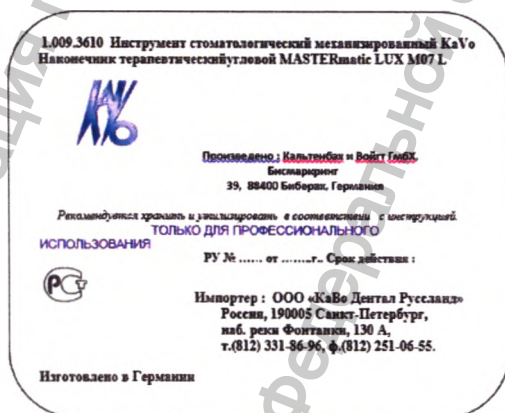 1.009.3610 Инструмент стоматологический механизированный KaVo
Наконечник терапевтическийугловой MASTERmatic LUX M07 L
KAVO
Произведено : Кальтенбах и Войгт ГмбХ,
Бисмаркринг
39, 88400 Биберах, Германия
Рекомендуется хранить и утилизировать в соответствии с инструкцией.
ТОЛЬКО ДЛЯ ПРОФЕССИОНАЛЬНОГО
ИСПОЛЬЗОВАНИЯ
РУ № ...... от ........г.. Срок действия :
РСТ
Импортер : ООО «КаВо Дентал Руссланд»
Россия, 190005 Санкт-Петербург,
наб. реки Фонтанки, 130 А,
т.(812) 331-86-96, ф.(812) 251-06-55.
Изготовлено в Германии